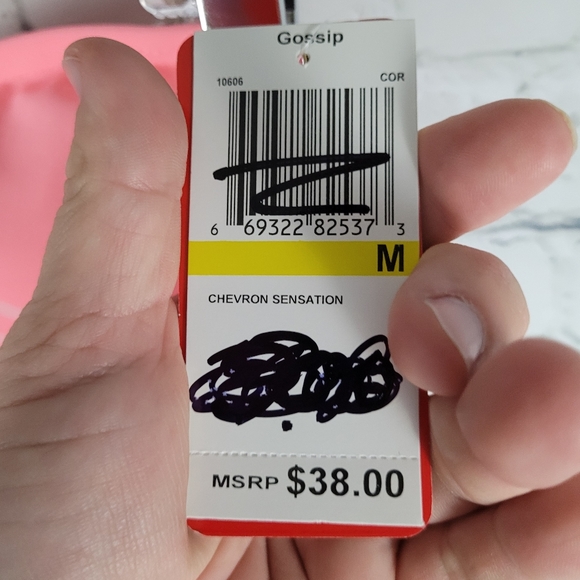 Gossip
10606 COR
6 69322 82537 3
M
CHEVRON SENSATION
MSRP $38.00